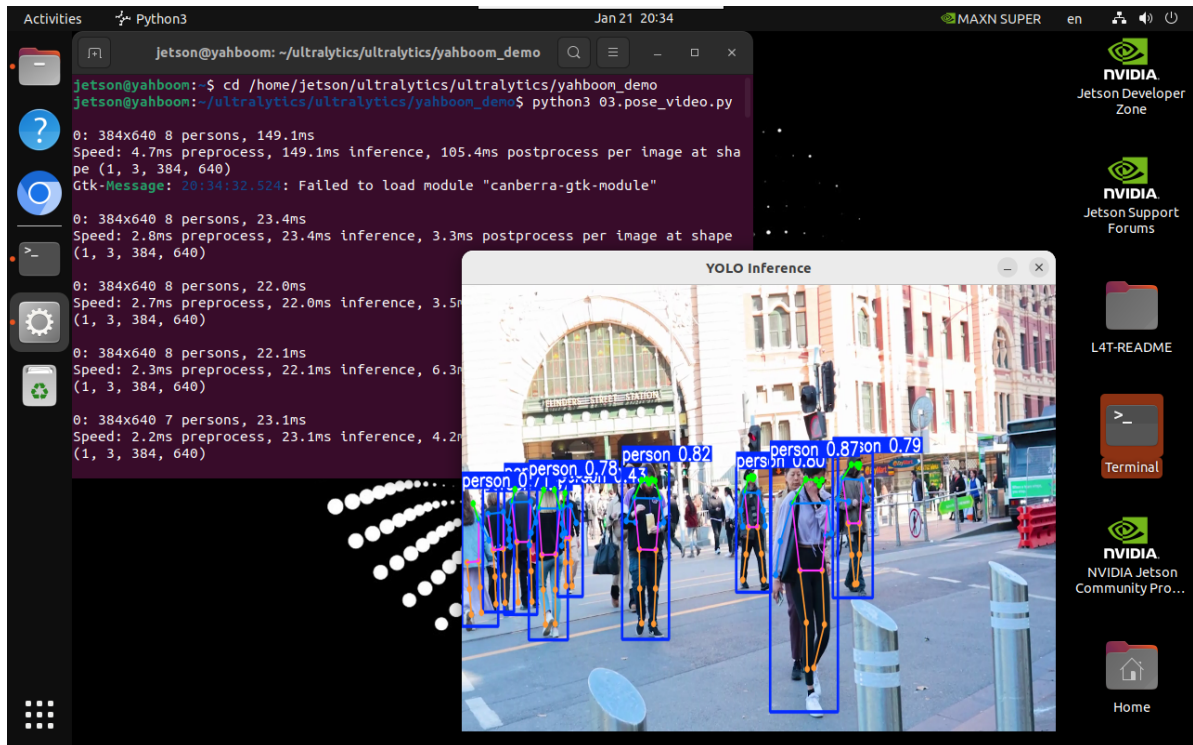 Activities
Python3
Jan 21 20:34
MAXN SUPER
en
jetson@yahboom: ~/ultralytics/ultralytics/yahboom_demo
jetson@yahboom:~$ cd /home/jetson/ultralytics/ultralytics/yahboom_demo
jetson@yahboom:~/ultralytics/ultralytics/yahboom_demo$ python3 03.pose_video.py
0: 384x640 8 persons, 149.1ms
Speed: 4.7ms preprocess, 149.1ms inference, 105.4ms postprocess per image at sha
pe (1, 3, 384, 640)
Gtk-Message: 20:34:32.524: Failed to load module "canberra-gtk-module"
0: 384x640 8 persons, 23.4ms
Speed: 2.8ms preprocess, 23.4ms inference, 3.3ms postprocess per image at shape
(1, 3, 384, 640)
0: 384x640 8 persons, 22.0ms
Speed: 2.7ms preprocess, 22.0ms inference, 3.5m
(1, 3, 384, 640)
0: 384x640 8 persons, 22.1ms
Speed: 2.3ms preprocess, 22.1ms inference, 6.3m
(1, 3, 384, 640)
0: 384x640 7 persons, 23.1ms
Speed: 2.2ms preprocess, 23.1ms inference, 4.2m
(1, 3, 384, 640)
YOLO Inference
FLINDERS STREET STATION
person 0.82
person 0.87
son 0.79
person 0.78
person 0.71
NVIDIA.
Jetson Developer
Zone
NVIDIA.
Jetson Support
Forums
L4T-README
>_
Terminal
NVIDIA.
NVIDIA Jetson
Community Pro...
Home